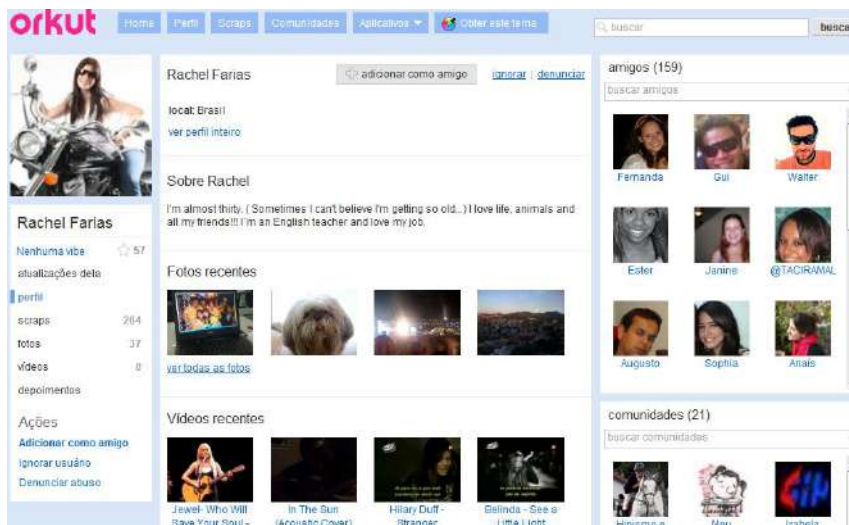 orkut
Home
Perfil
Scraps
Comunidades
Aplicativos
Obter este tema
buscar
busca
Rachel Farias
adicionar como amigo
ignorar
denunciar
local: Brasil
ver perfil inteiro
Sobre Rachel
I'm almost thirty. ( Sometimes I can't believe I'm getting so old...) I love life, animals and
all my friends!!! I'm an English teacher and love my job.
Rachel Farias
Nenhuma vibe
57
atualizações dela
perfil
scraps 264
fotos 37
vídeos 8
depoimentos
Ações
Adicionar como amigo
Ignorar usuário
Denunciar abuso
Fotos recentes
ver todas as fotos
Vídeos recentes
Jewel- Who Will
Save Your Soul -
In The Sun
(Acoustic Cover)
Hilary Duff -
Stranger
Belinda - See a
Little Light
amigos (159)
buscar amigos
Fernanda
Gui
Walter
Ester
Janine
@TACIRAMAL
Augusto
Sophia
Anaís
comunidades (21)
buscar comunidades
Hipismo e
Meu
Izabela